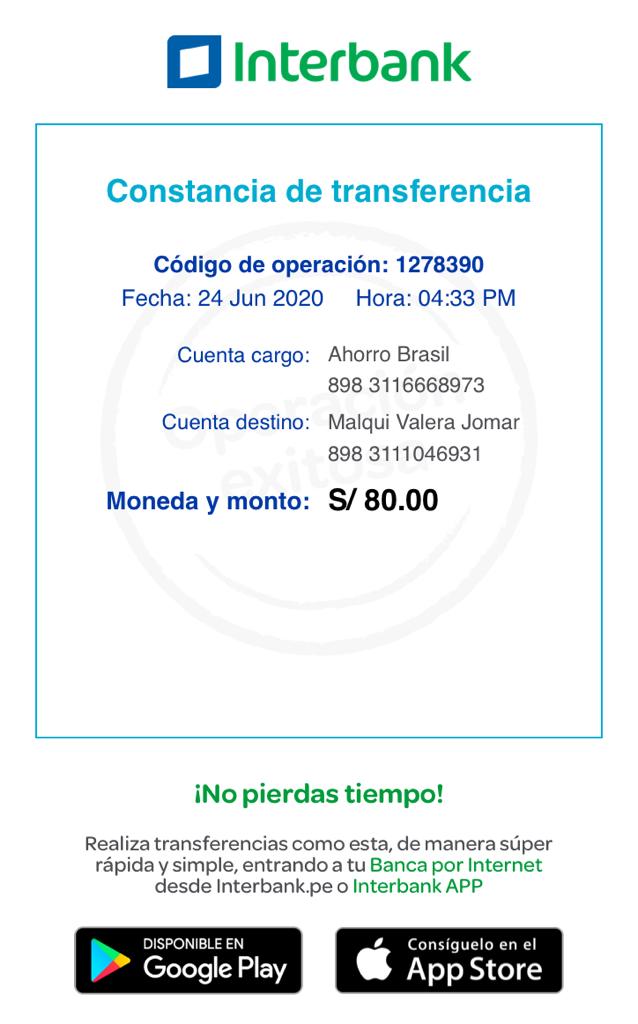 Interbank
Constancia de transferencia
Código de operación: 1278390
Fecha: 24 Jun 2020 Hora: 04:33 PM
Cuenta cargo: Ahorro Brasil
898 3116668973
Cuenta destino: Malqui Valera Jomar
898 3111046931
Moneda y monto: S/ 80.00
Operación
exitosa
¡No pierdas tiempo!
Realiza transferencias como esta, de manera súper
rápida y simple, entrando a tu Banca por Internet
desde Interbank.pe o Interbank APP
DISPONIBLE EN
Google Play
Consíguelo en el
App Store